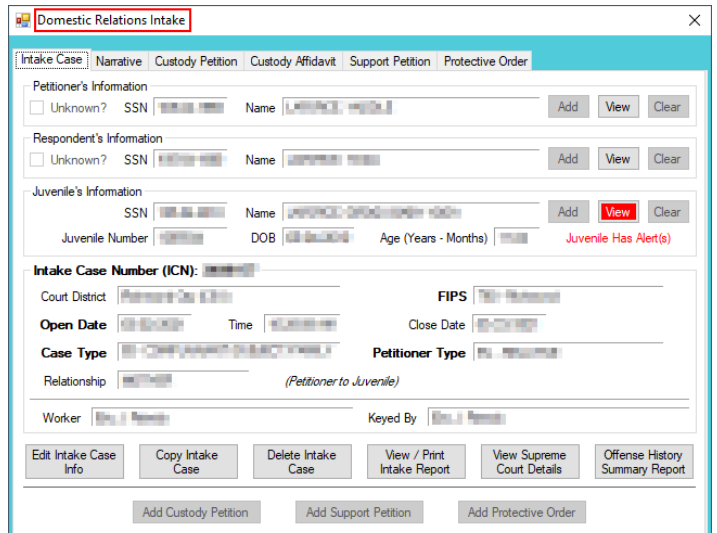 Domestic Relations Intake
Intake Case Narrative Custody Petition Custody Affidavit Support Petition Protective Order
Petitioner's Information
Unknown? SSN Name Add View Clear
Respondent's Information
Unknown? SSN Name Add View Clear
Juvenile's Information
SSN Name Add View Clear
Juvenile Number DOB Age (Years - Months) Juvenile Has Alert(s)
Intake Case Number (ICN):
Court District FIPS
Open Date Time Close Date
Case Type Petitioner Type
Relationship (Petitioner to Juvenile)
Worker Keyed By
Edit Intake Case Info Copy Intake Case Delete Intake Case View / Print Intake Report View Supreme Court Details Offense History Summary Report
Add Custody Petition Add Support Petition Add Protective Order